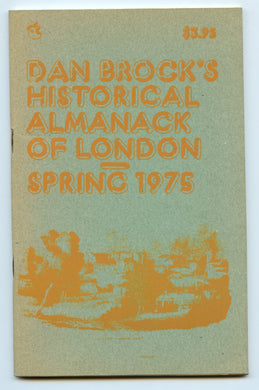 $3.95
DAN BROCK'S
HISTORICAL
ALMANACK
OF LONDON
SPRING 1975